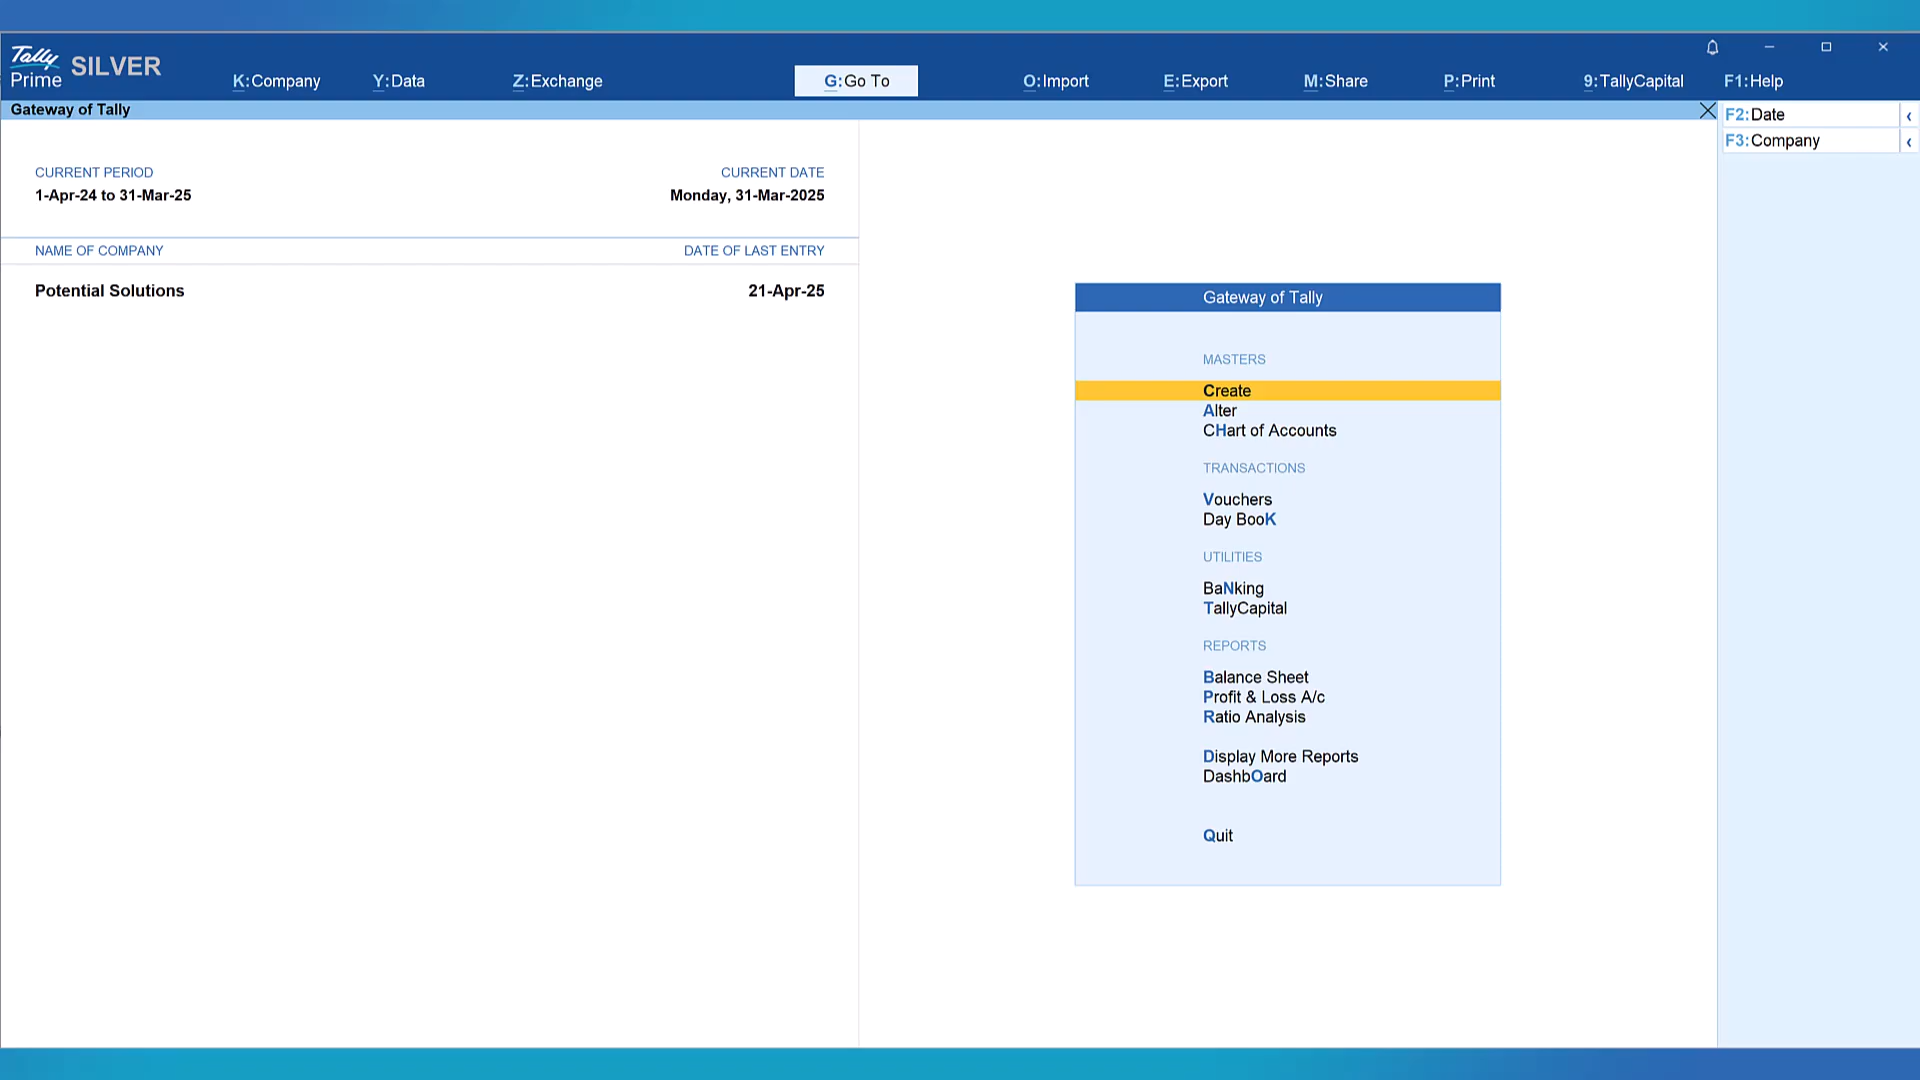 Tally
Prime SILVER
K:Company Y:Data Z:Exchange G:Go To O:Import E:Export M:Share P:Print 9:TallyCapital F1:Help
Gateway of Tally
F2:Date
F3:Company
CURRENT PERIOD CURRENT DATE
1-Apr-24 to 31-Mar-25 Monday, 31-Mar-2025
NAME OF COMPANY DATE OF LAST ENTRY
Potential Solutions 21-Apr-25
Gateway of Tally
MASTERS
Create
Alter
CHart of Accounts
TRANSACTIONS
Vouchers
Day BooK
UTILITIES
BaNking
TallyCapital
REPORTS
Balance Sheet
Profit & Loss A/c
Ratio Analysis
Display More Reports
DashbOard
Quit